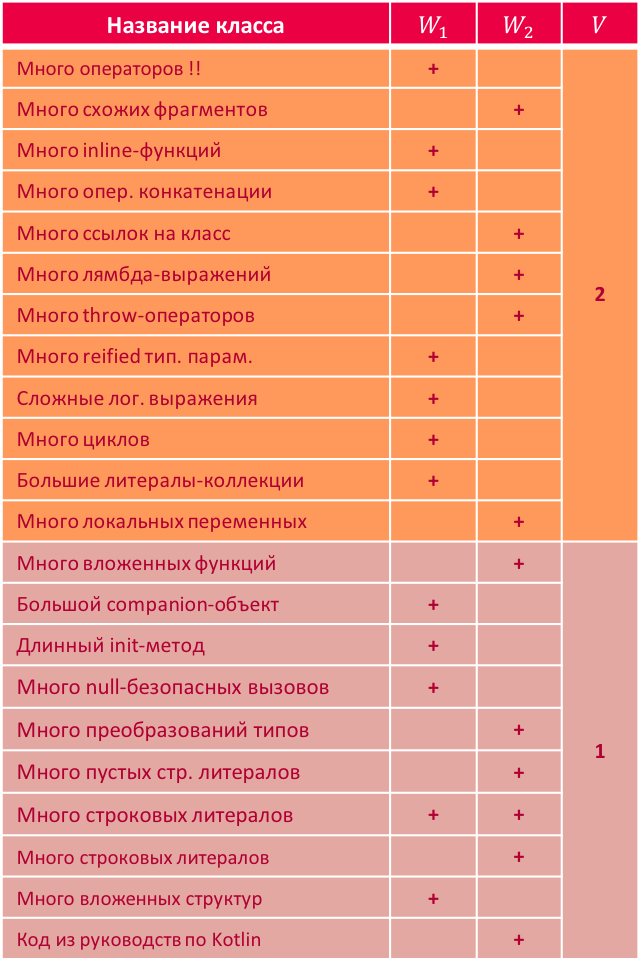 Название класса W₁ W₂ V
Много операторов !! +
Много схожих фрагментов +
Много inline-функций +
Много опер. конкатенации +
Много ссылок на класс +
Много лямбда-выражений +
2
Много throw-операторов +
Много reified тип. парам. +
Сложные лог. выражения +
Много циклов +
Большие литералы-коллекции +
Много локальных переменных +
Много вложенных функций +
Большой companion-объект +
Длинный init-метод +
Много null-безопасных вызовов +
Много преобразований типов +
1
Много пустых стр. литералов +
Много строковых литералов + +
Много строковых литералов +
Много вложенных структур +
Код из руководств по Kotlin +